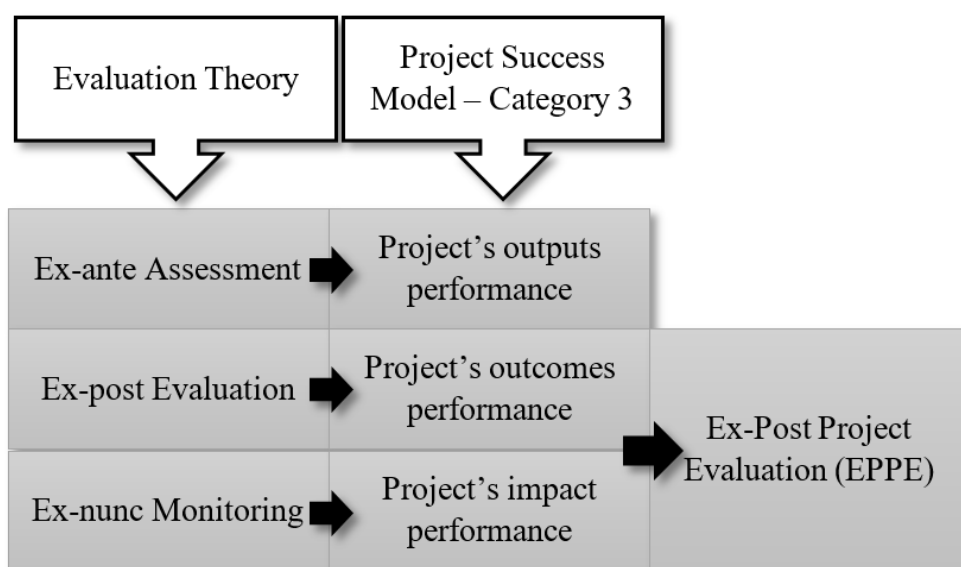 Evaluation Theory
Project Success
Model – Category 3
Ex-ante Assessment
Project’s outputs
performance
Ex-post Evaluation
Project’s outcomes
performance
Ex-nunc Monitoring
Project’s impact
performance
Ex-Post Project
Evaluation (EPPE)